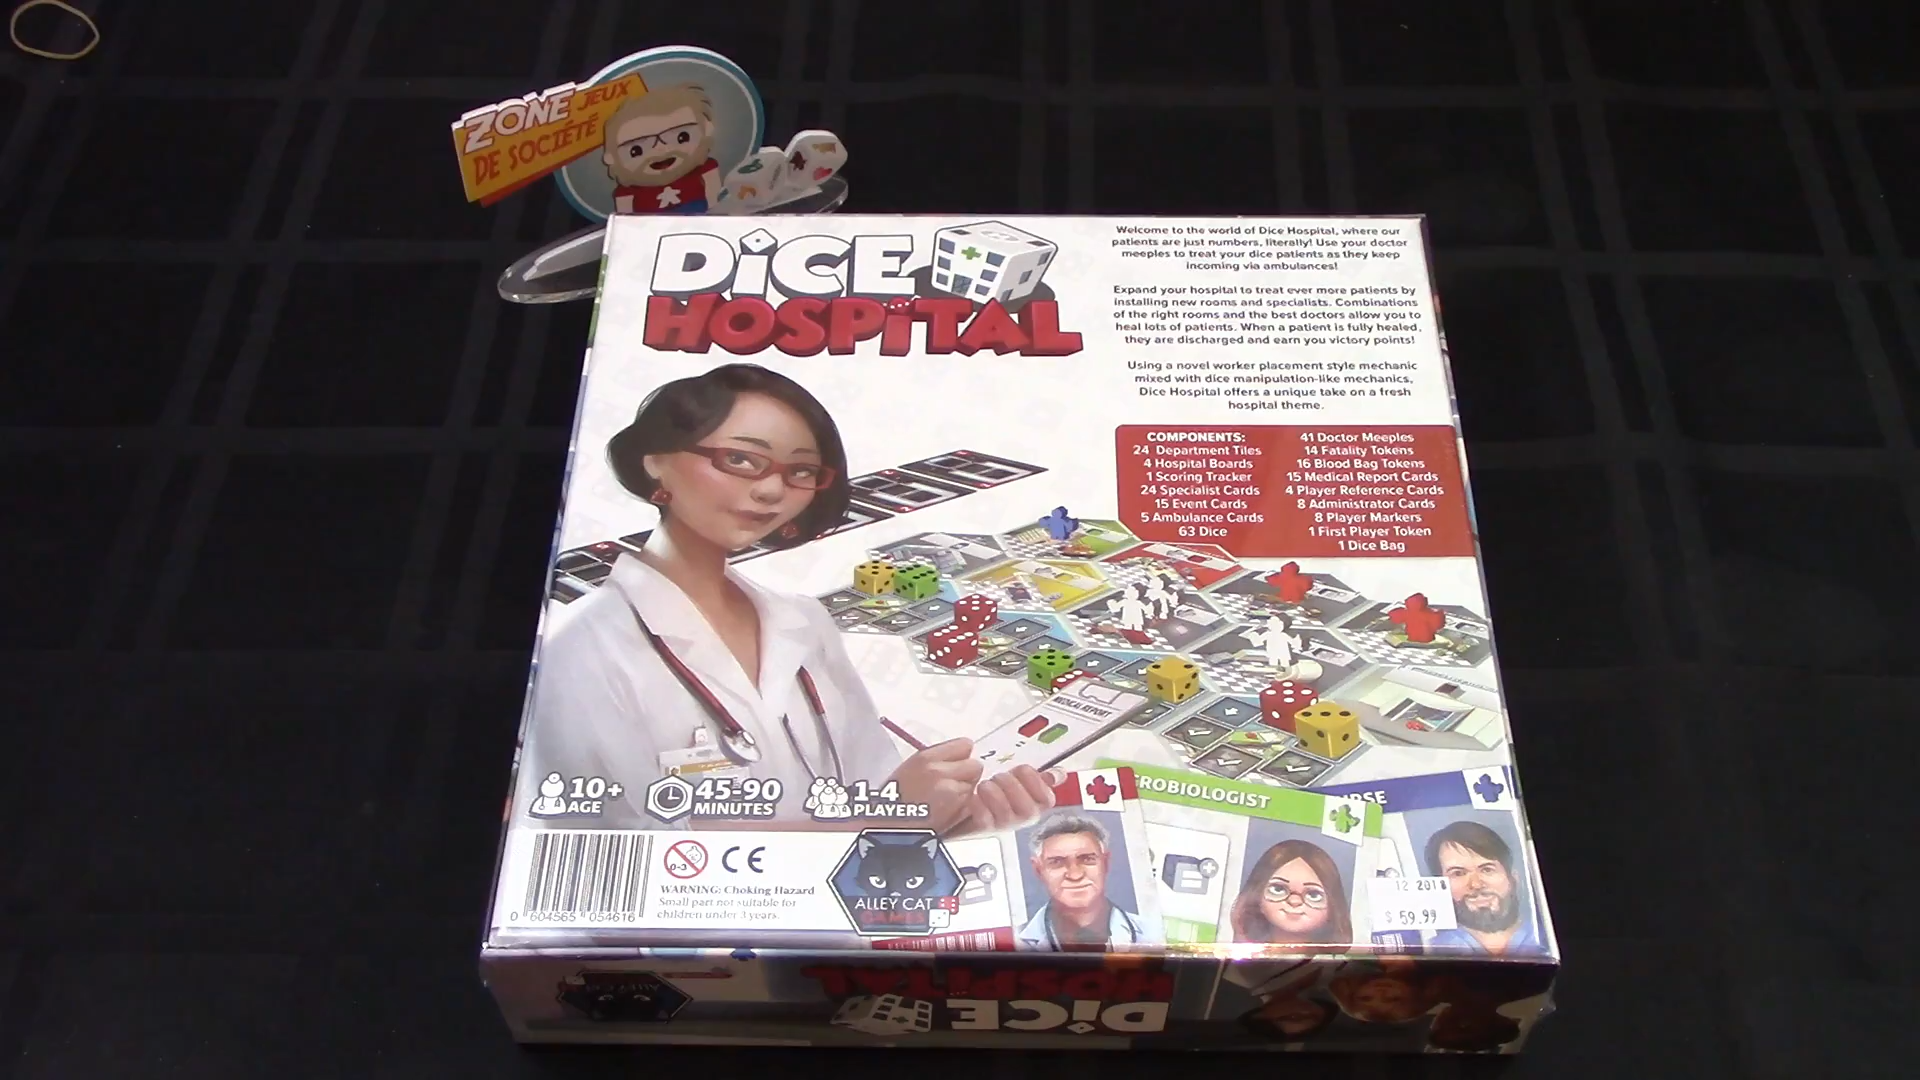 ZONE JEUX
DE SOCIÉTÉ
DiCE
HOSPiTAL
Welcome to the world of Dice Hospital, where our
patients are just numbers, literally! Use your doctor
meeples to treat your dice patients as they keep
incoming via ambulances!
Expand your hospital to treat ever more patients by
installing new rooms and specialists. Combinations
of the right rooms and the best doctors allow you to
heal lots of patients. When a patient is fully healed,
they are discharged and earn you victory points!
Using a novel worker placement style mechanic
mixed with dice manipulation-like mechanics,
Dice Hospital offers a unique take on a fresh
hospital theme.
COMPONENTS:
24 Department Tiles
4 Hospital Boards
1 Scoring Tracker
24 Specialist Cards
15 Event Cards
5 Ambulance Cards
63 Dice
41 Doctor Meeples
14 Fatality Tokens
16 Blood Bag Tokens
15 Medical Report Cards
4 Player Reference Cards
8 Administrator Cards
8 Player Markers
1 First Player Token
1 Dice Bag
MEDICAL REPORT
2
10+
AGE
45-90
MINUTES
1-4
PLAYERS
ROBIOLOGIST
RSE
0-3
CE
WARNING: Choking Hazard
Small part not suitable for
children under 3 years.
0 604565 054616
ALLEY CAT
GAMES
12 2018
$ 59.99
ALLEY CAT
DiCE
HOSPiTAL